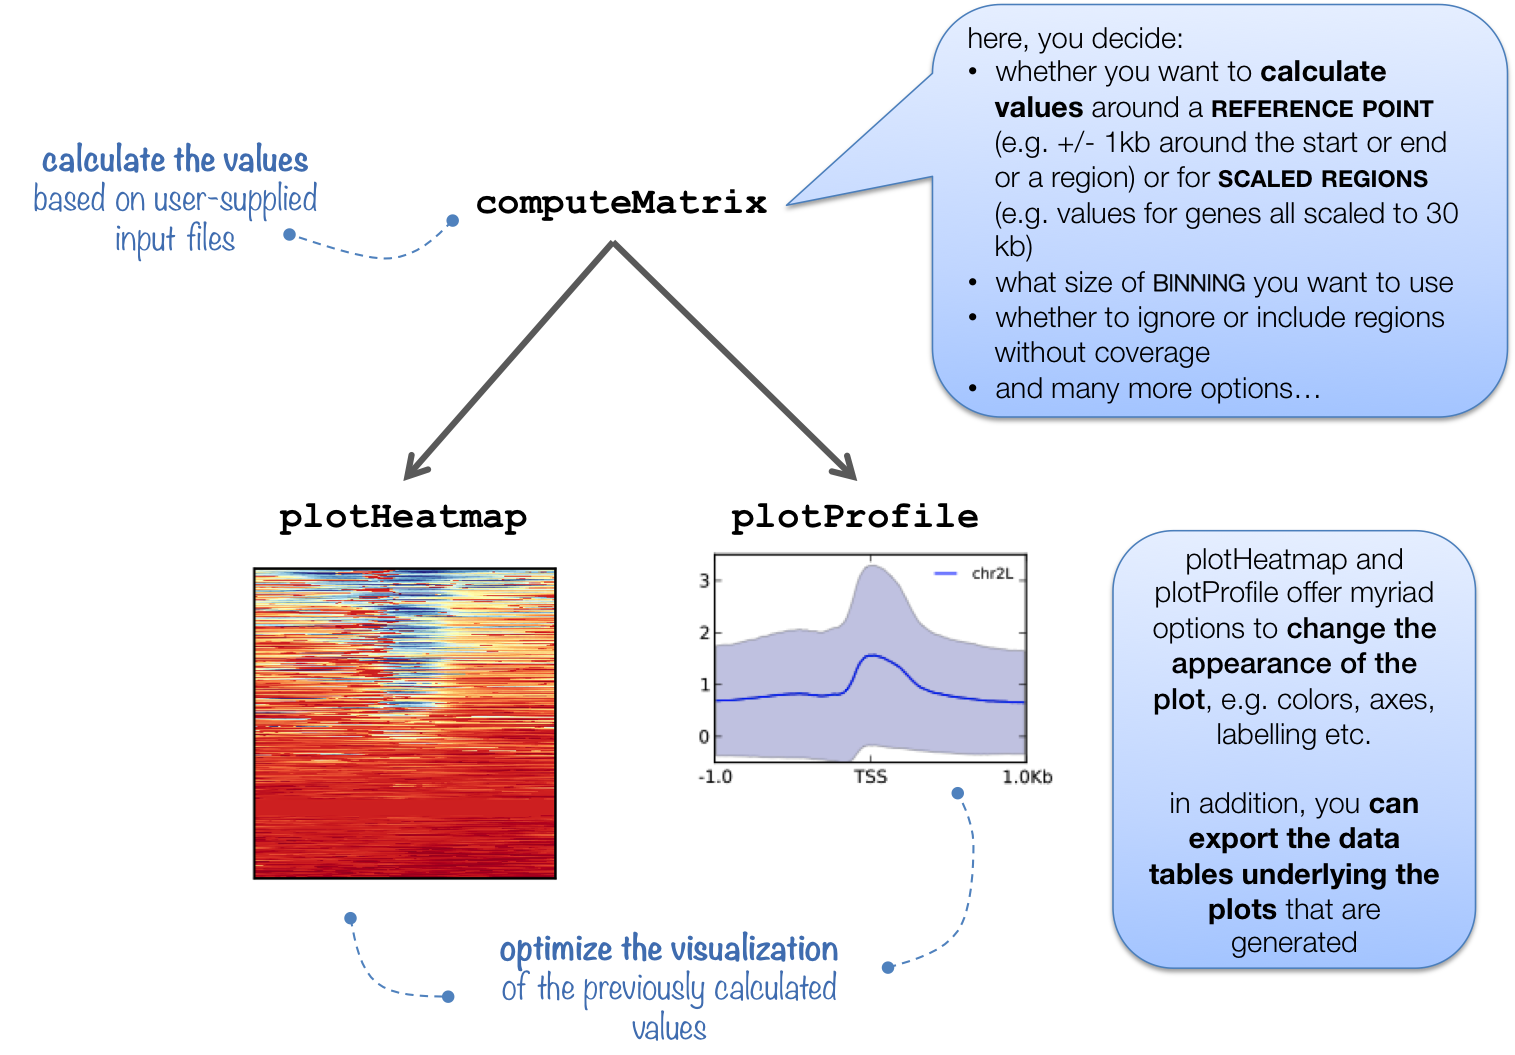 here, you decide:
• whether you want to calculate
values around a REFERENCE POINT
(e.g. +/- 1kb around the start or end
or a region) or for SCALED REGIONS
(e.g. values for genes all scaled to 30
kb)
• what size of BINNING you want to use
• whether to ignore or include regions
without coverage
• and many more options…
calculate the values
based on user-supplied
input files
computeMatrix
plotHeatmap
plotProfile
chr2L
3
2
1
0
-1.0
TSS
1.0Kb
plotHeatmap and
plotProfile offer myriad
options to change the
appearance of the
plot, e.g. colors, axes,
labelling etc.
in addition, you can
export the data
tables underlying the
plots that are
generated
optimize the visualization
of the previously calculated
values